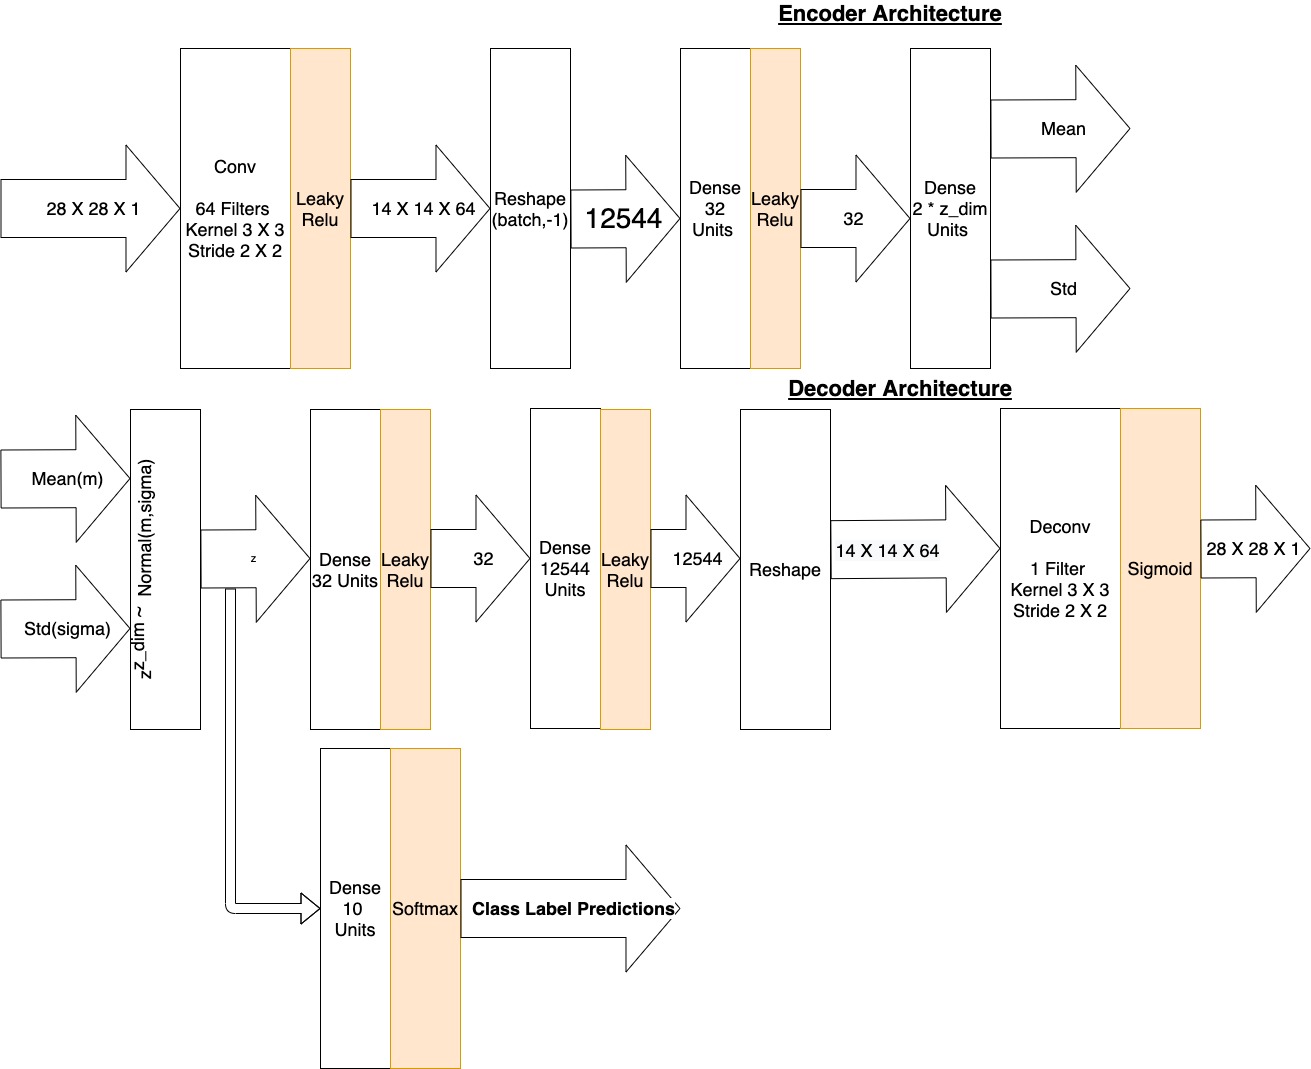 Encoder Architecture
28 X 28 X 1
Conv
64 Filters
Kernel 3 X 3
Stride 2 X 2
Leaky
Relu
14 X 14 X 64
Reshape
(batch,-1)
12544
Dense
32
Units
Leaky
Relu
32
Dense
2 * z_dim
Units
Mean
Std
Decoder Architecture
Mean(m)
Std(sigma)
z^z_dim ~ Normal(m,sigma)
z
Dense
32 Units
Leaky
Relu
32
Dense
12544
Units
Leaky
Relu
12544
Reshape
14 X 14 X 64
Deconv
1 Filter
Kernel 3 X 3
Stride 2 X 2
Sigmoid
28 X 28 X 1
Dense
10
Units
Softmax
Class Label Predictions